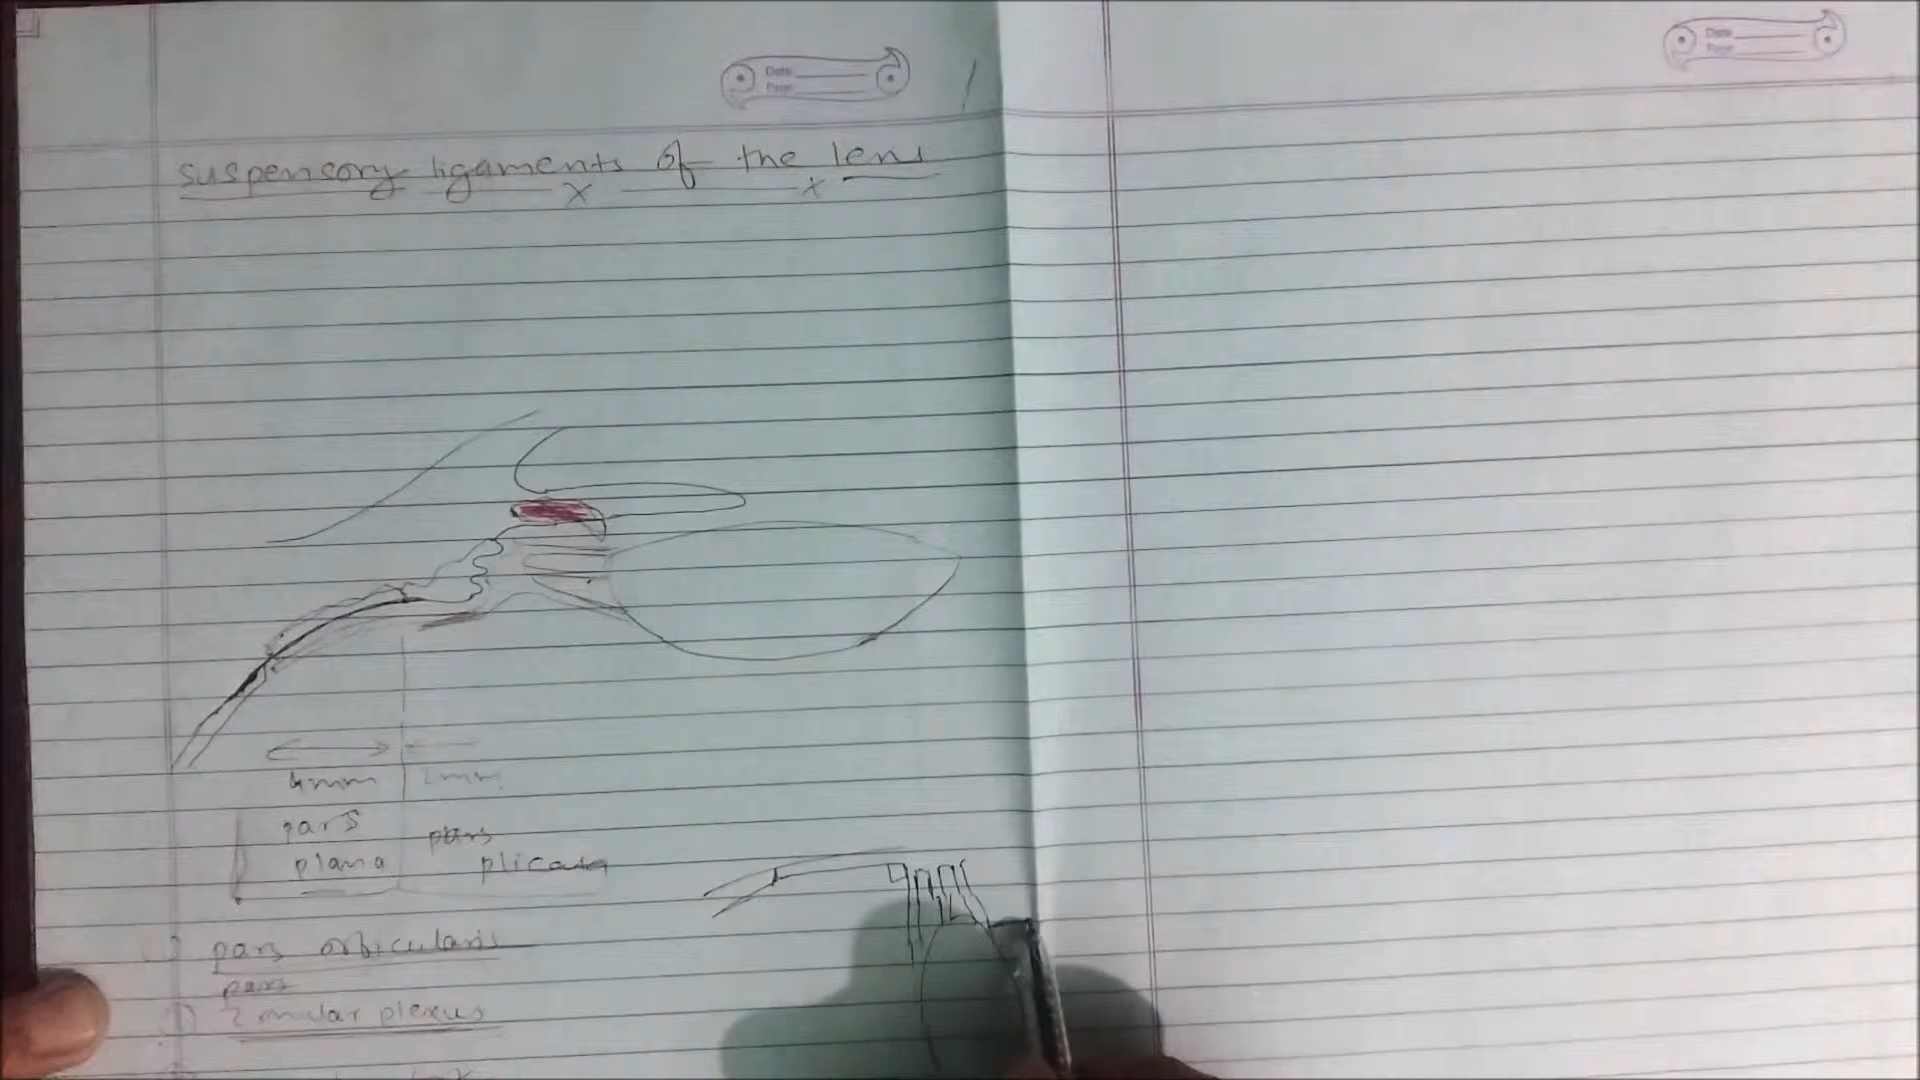 Date
Page
Date
Page
suspensory ligaments of the lens
x x
4mm 2mm
pars pars
plana plicata
pars orbicularis
pars
zonular plexus